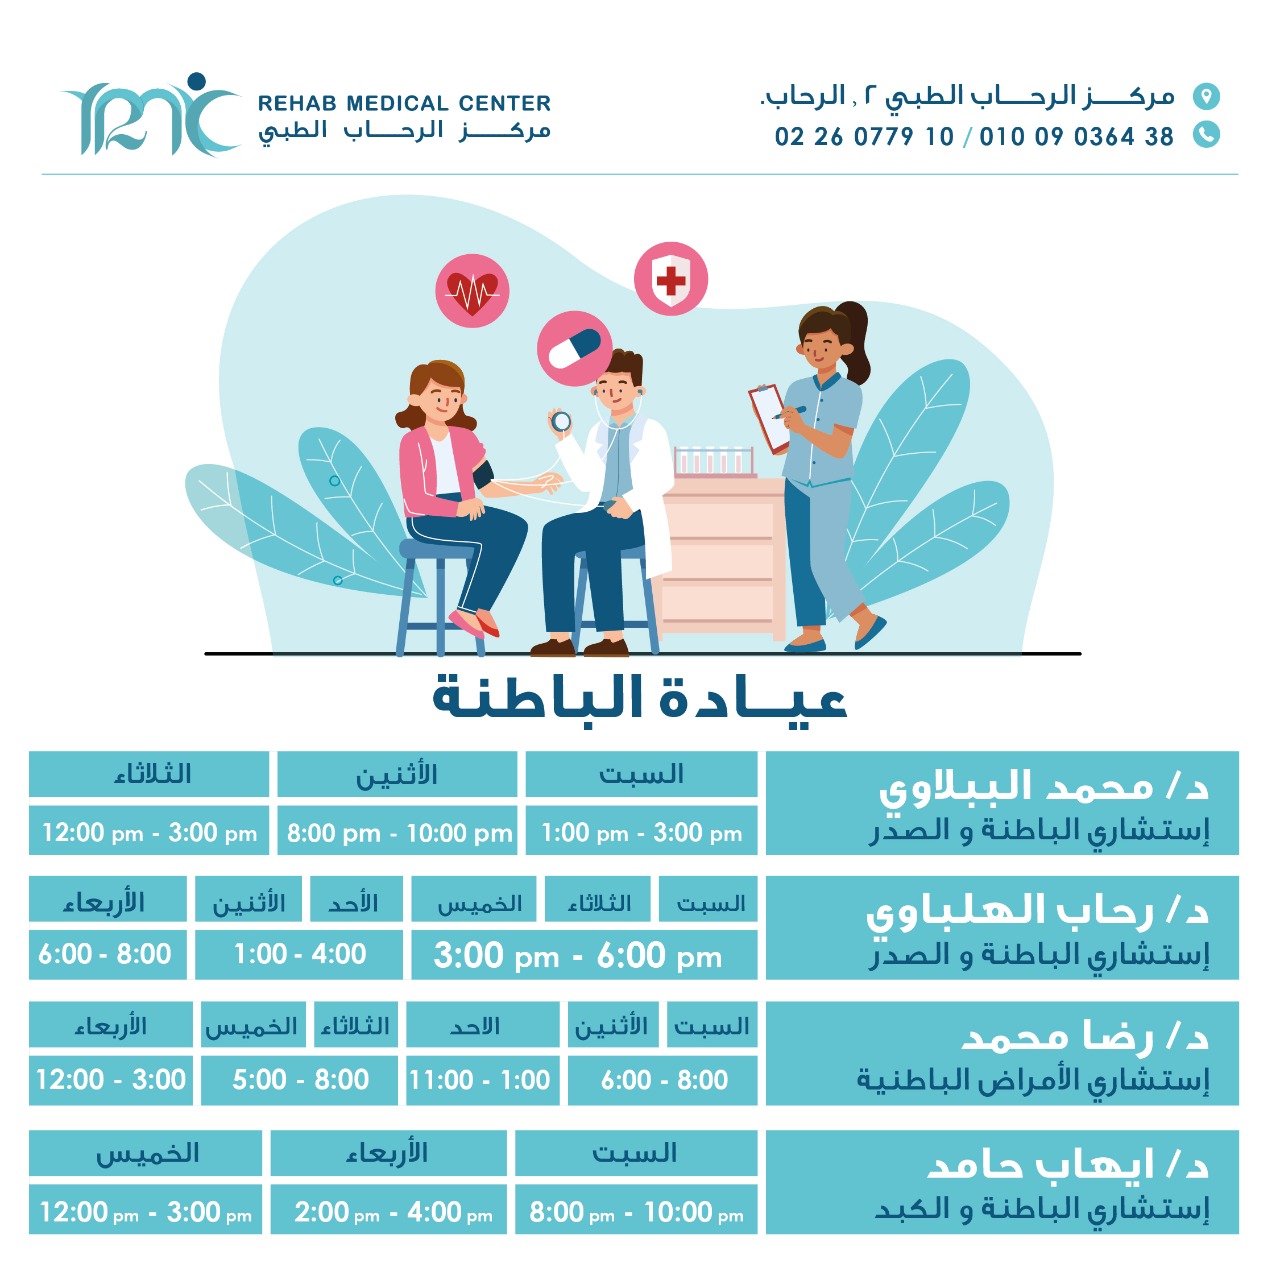 REHAB MEDICAL CENTER
مركـــز الرحـــاب الطبي
مركـــز الرحـــاب الطبي ٢ , الرحاب.
02 26 0779 10 / 010 09 0364 38
عيـــادة الباطنة
د/ محمد الببلاوي
إستشاري الباطنة و الصدر
السبت الأثنين الثلاثاء
1:00 pm - 3:00 pm 8:00 pm - 10:00 pm 12:00 pm - 3:00 pm
د/ رحاب الهلباوي
إستشاري الباطنة و الصدر
السبت الثلاثاء الخميس الأحد الأثنين الأربعاء
3:00 pm - 6:00 pm 1:00 - 4:00 6:00 - 8:00
د/ رضا محمد
إستشاري الأمراض الباطنية
السبت الأثنين الاحد الثلاثاء الخميس الأربعاء
6:00 - 8:00 11:00 - 1:00 5:00 - 8:00 12:00 - 3:00
د/ ايهاب حامد
إستشاري الباطنة و الكبد
السبت الأربعاء الخميس
8:00 pm - 10:00 pm 2:00 pm - 4:00 pm 12:00 pm - 3:00 pm